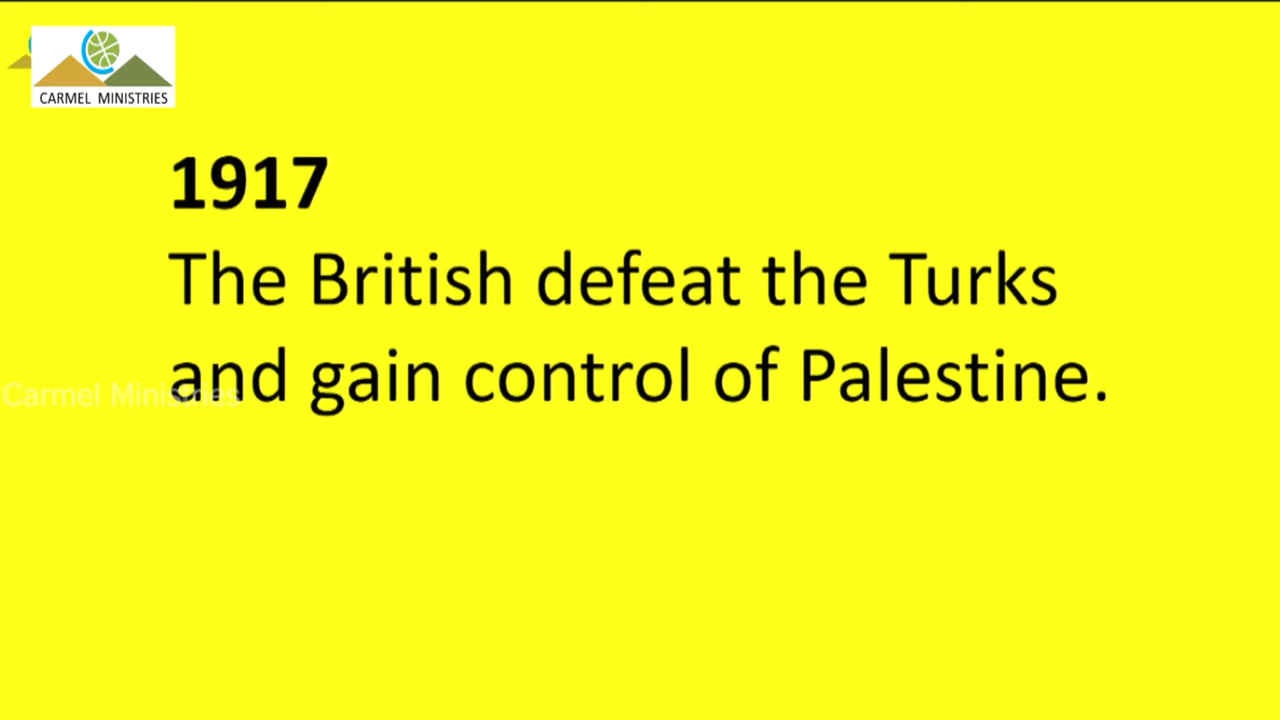 CARMEL MINISTRIES
1917
The British defeat the Turks
and gain control of Palestine.
Carmel Ministries